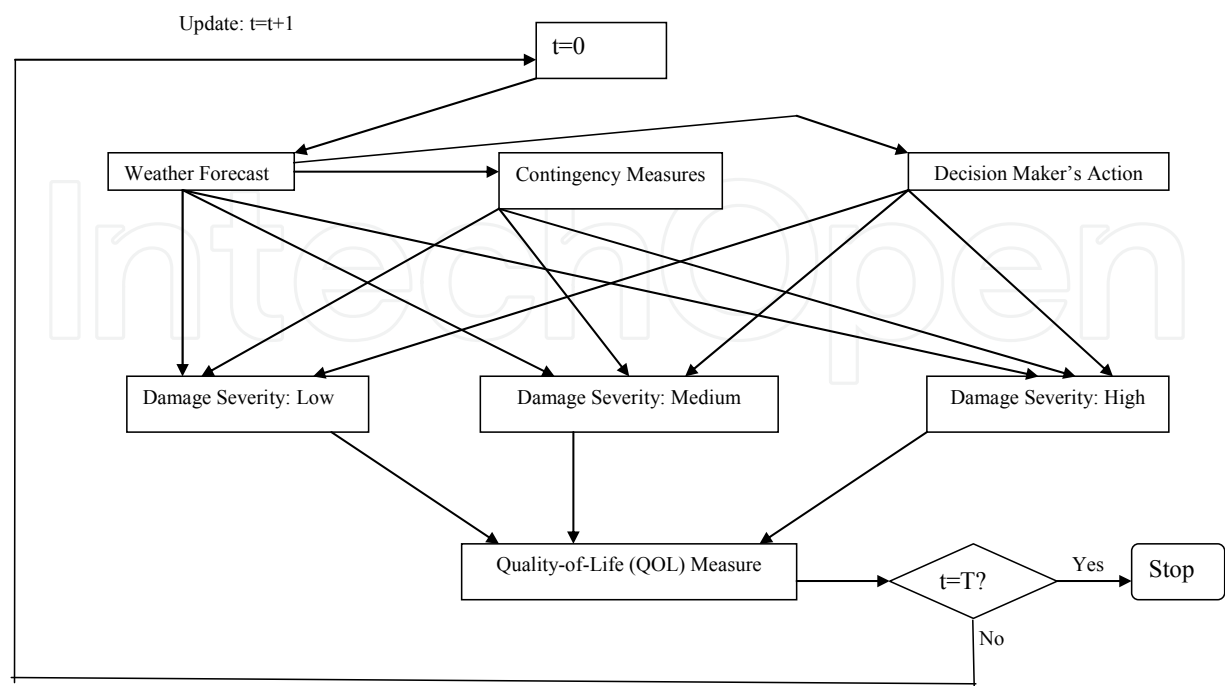 Update: t=t+1
t=0
Weather Forecast
Contingency Measures
Decision Maker's Action
IntechOpen
Damage Severity: Low
Damage Severity: Medium
Damage Severity: High
Quality-of-Life (QOL) Measure
t=T?
Yes
Stop
No